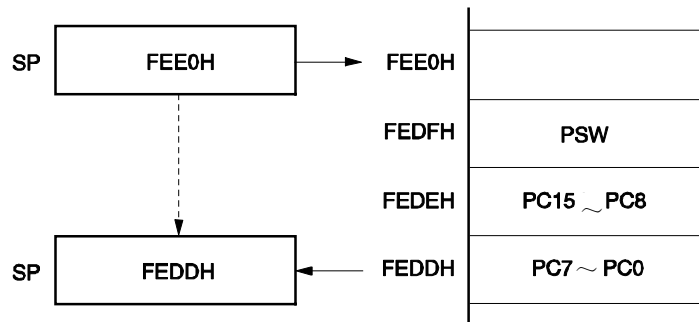 SP FEE0H FEE0H
FEDFH PSW
FEDEH PC15 ~ PC8
SP FEDDH FEDDH PC7 ~ PC0